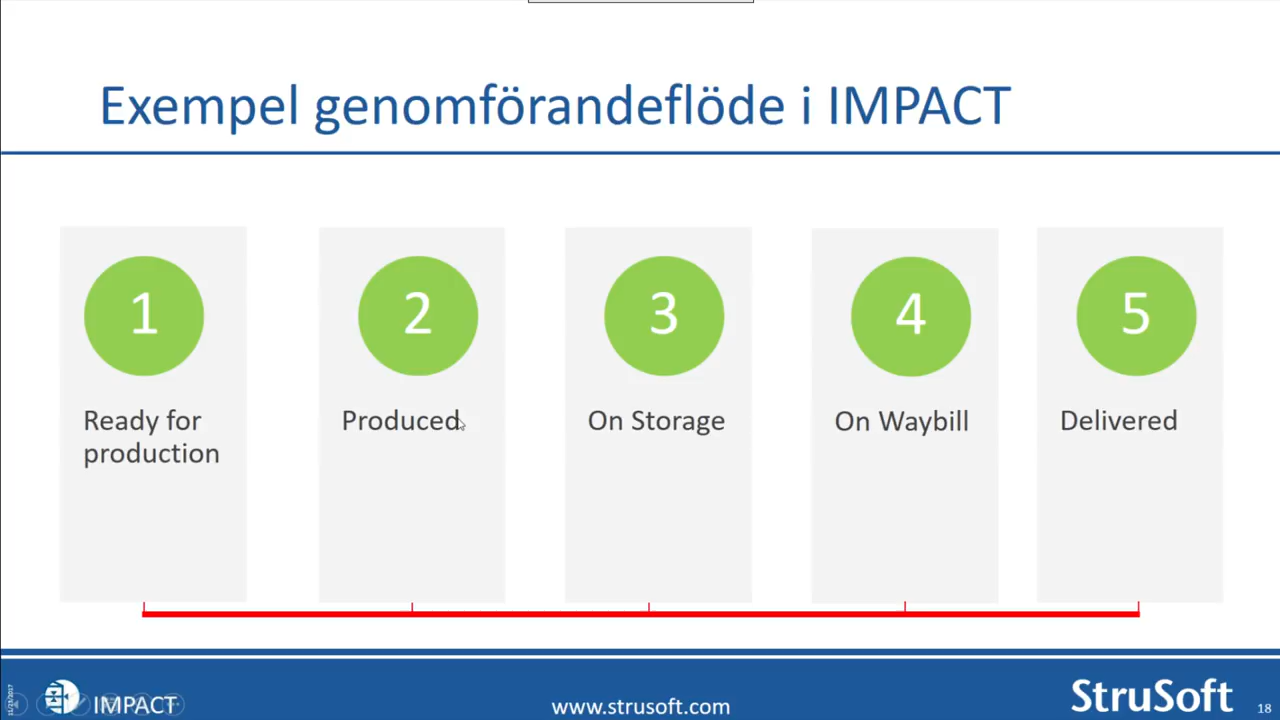 Exempel genomförandeflöde i IMPACT
1
2
3
4
5
Ready for
production
Produced
On Storage
On Waybill
Delivered
IMPACT
www.strusoft.com
StruSoft
18